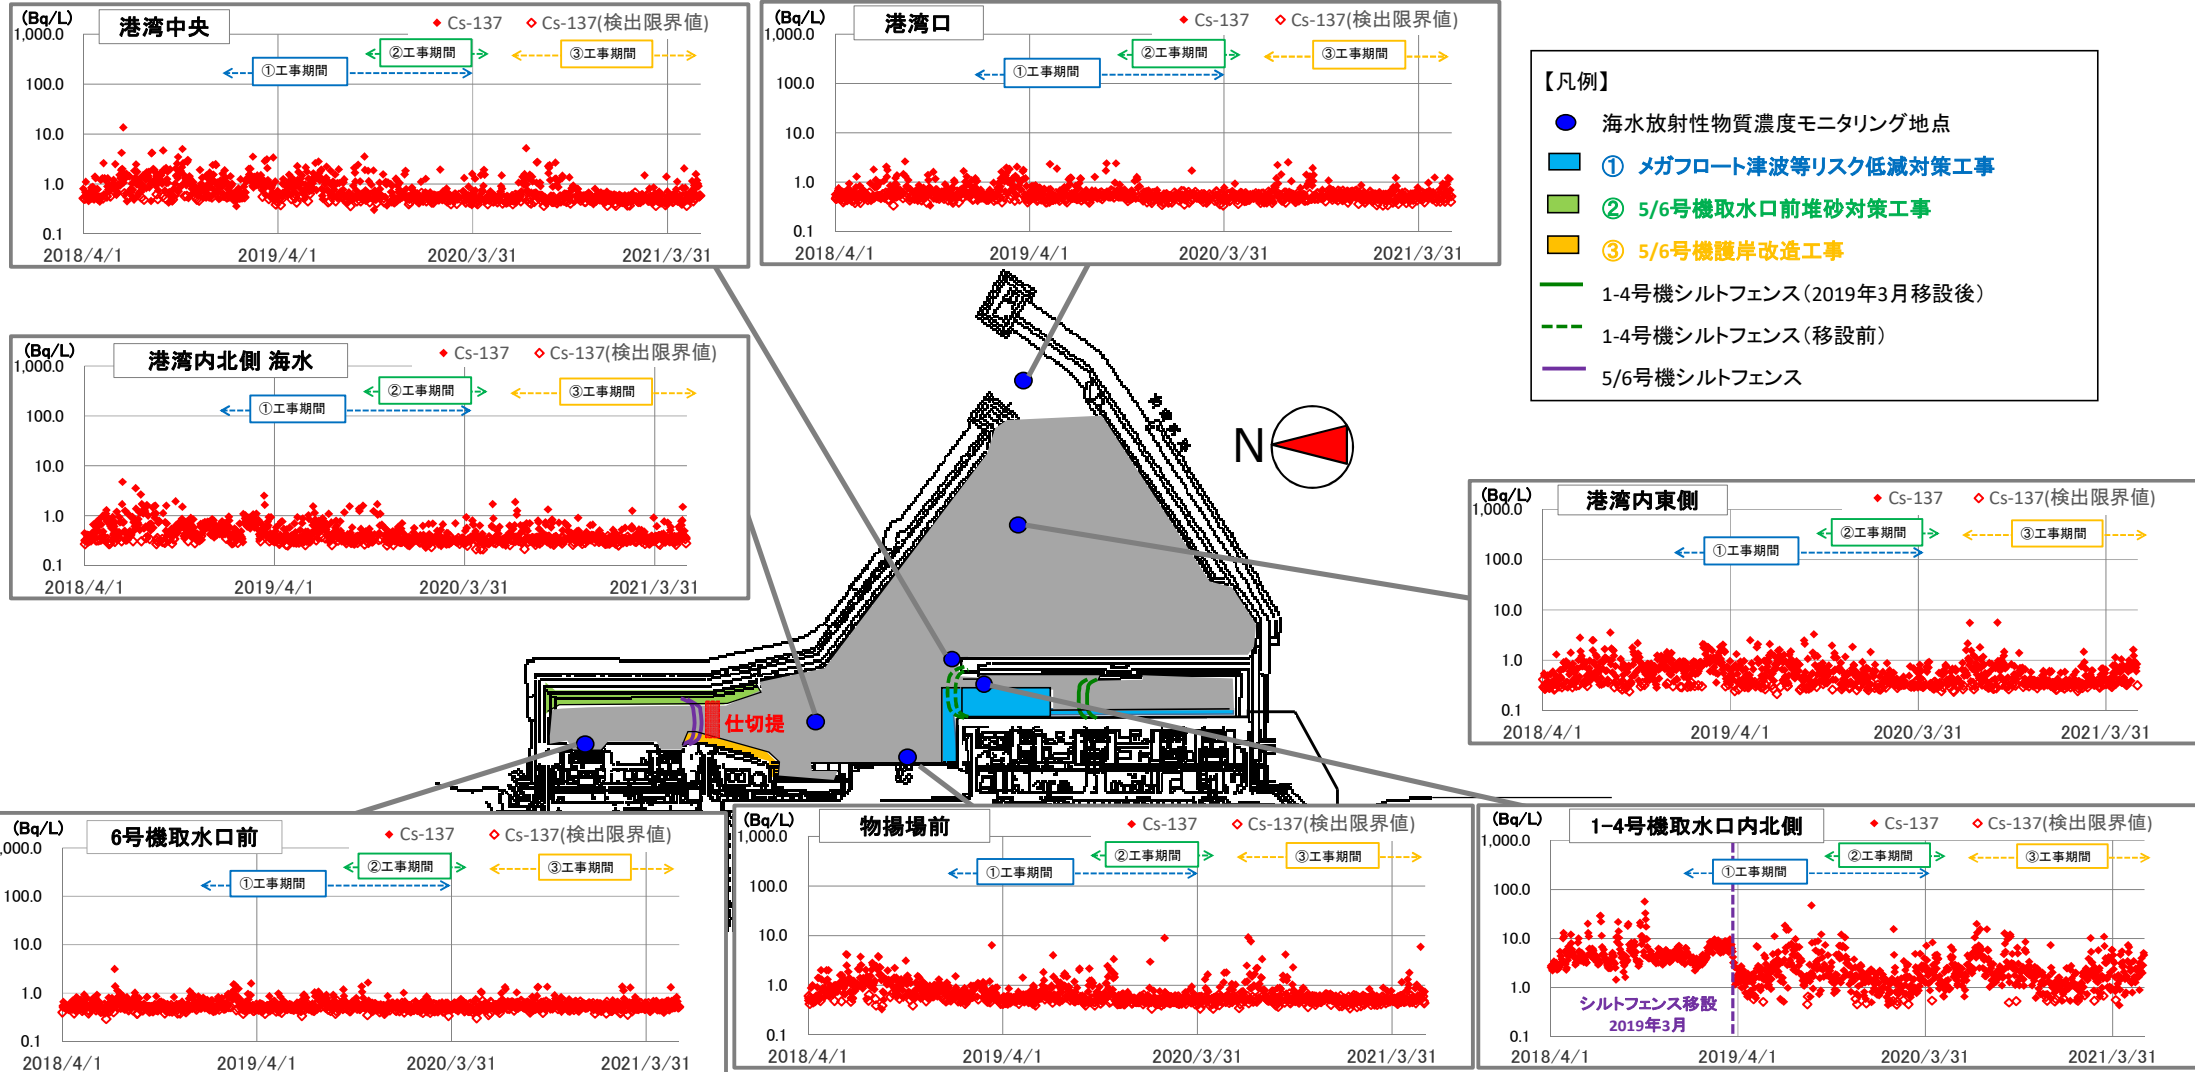 (Bq/L)
港湾中央
Cs-137
Cs-137(検出限界値)
1,000.0
100.0
10.0
1.0
0.1
①工事期間
②工事期間
③工事期間
2018/4/1
2019/4/1
2020/3/31
2021/3/31
(Bq/L)
港湾口
Cs-137
Cs-137(検出限界値)
1,000.0
100.0
10.0
1.0
0.1
①工事期間
②工事期間
③工事期間
2018/4/1
2019/4/1
2020/3/31
2021/3/31
【凡例】
海水放射性物質濃度モニタリング地点
① メガフロート津波等リスク低減対策工事
② 5/6号機取水口前堆砂対策工事
③ 5/6号機護岸改造工事
1-4号機シルトフェンス(2019年3月移設後)
1-4号機シルトフェンス(移設前)
5/6号機シルトフェンス
(Bq/L)
港湾内北側 海水
Cs-137
Cs-137(検出限界値)
1,000.0
100.0
10.0
1.0
0.1
①工事期間
②工事期間
③工事期間
2018/4/1
2019/4/1
2020/3/31
2021/3/31
N
仕切提
(Bq/L)
港湾内東側
Cs-137
Cs-137(検出限界値)
1,000.0
100.0
10.0
1.0
0.1
①工事期間
②工事期間
③工事期間
2018/4/1
2019/4/1
2020/3/31
2021/3/31
(Bq/L)
6号機取水口前
Cs-137
Cs-137(検出限界値)
,000.0
100.0
10.0
1.0
0.1
①工事期間
②工事期間
③工事期間
2018/4/1
2019/4/1
2020/3/31
2021/3/31
(Bq/L)
物揚場前
Cs-137
Cs-137(検出限界値)
1,000.0
100.0
10.0
1.0
0.1
①工事期間
②工事期間
③工事期間
2018/4/1
2019/4/1
2020/3/31
2021/3/31
(Bq/L)
1-4号機取水口内北側
Cs-137
Cs-137(検出限界値)
1,000.0
100.0
10.0
1.0
0.1
①工事期間
②工事期間
③工事期間
シルトフェンス移設
2019年3月
2018/4/1
2019/4/1
2020/3/31
2021/3/31